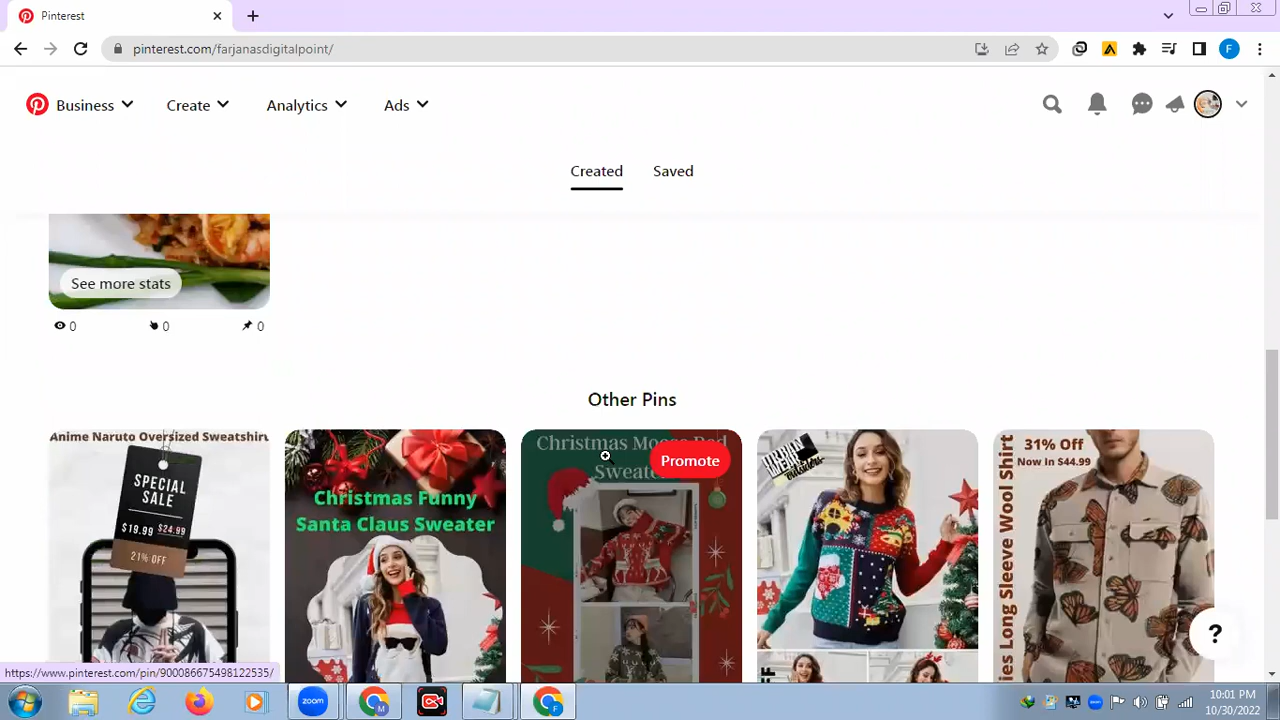 Pinterest
pinterest.com/farjanasdigitalpoint/
F
Business
Create
Analytics
Ads
Created
Saved
See more stats
0
0
0
Other Pins
Anime Naruto Oversized Sweatshirt
SPECIAL
SALE
$19.99 $24.99
21% OFF
Christmas Funny
Santa Claus Sweater
Christmas Moose Red
Sweater
Promote
31% Off
Now In $44.99
ies Long Sleeve Wool Shirt
?
https://www.pinterest.com/pin/900086675498122535/
zoom
M
F
10:01 PM
10/30/2022